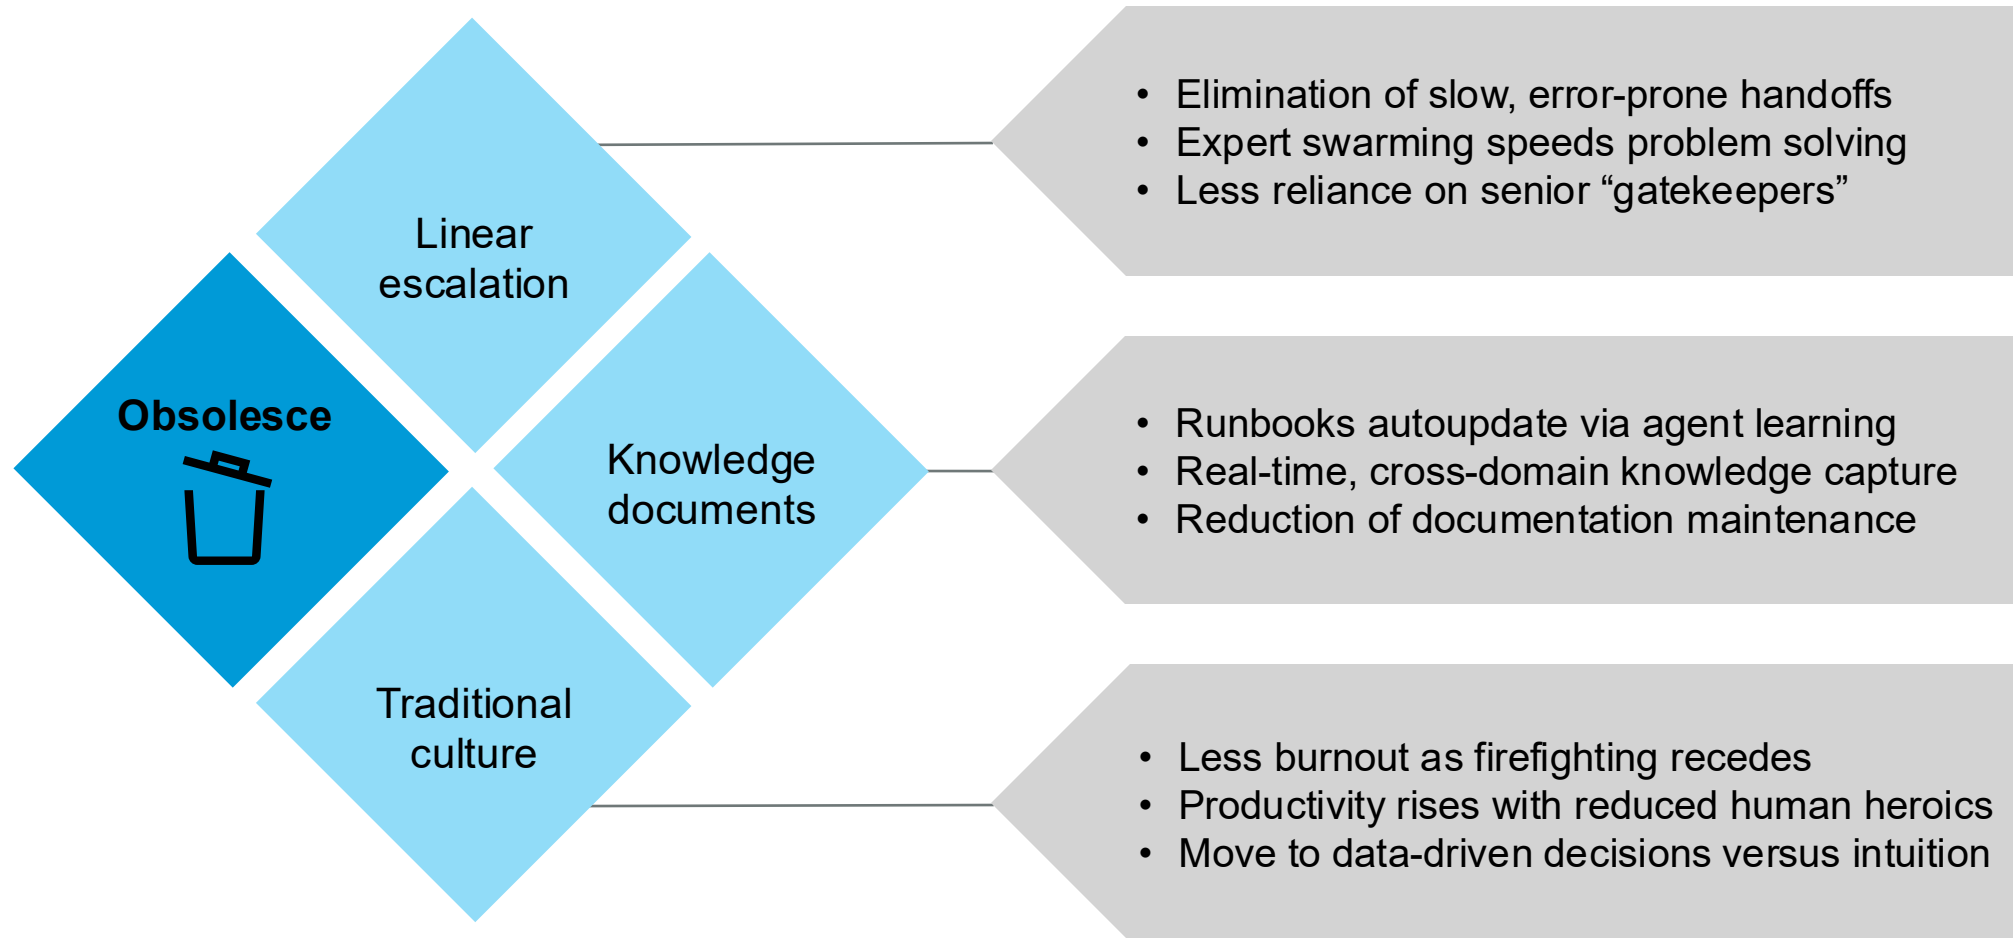 Linear
escalation
• Elimination of slow, error-prone handoffs
• Expert swarming speeds problem solving
• Less reliance on senior “gatekeepers”
Obsolesce
Knowledge
documents
• Runbooks autoupdate via agent learning
• Real-time, cross-domain knowledge capture
• Reduction of documentation maintenance
Traditional
culture
• Less burnout as firefighting recedes
• Productivity rises with reduced human heroics
• Move to data-driven decisions versus intuition